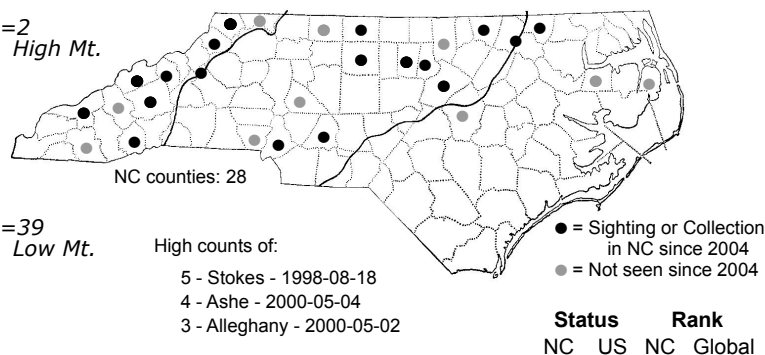 =2
High Mt.
NC counties: 28
=39
Low Mt.
High counts of:
5 - Stokes - 1998-08-18
4 - Ashe - 2000-05-04
3 - Alleghany - 2000-05-02
= Sighting or Collection
in NC since 2004
= Not seen since 2004
Status Rank
NC US NC Global